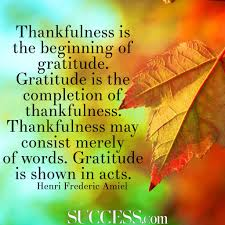 Thankfulness is
the beginning of
gratitude.
Gratitude is the
completion of
thankfulness.
Thankfulness may
consist merely
of words. Gratitude
is shown in acts.
Henri Frederic Amiel
SUCCESS.com